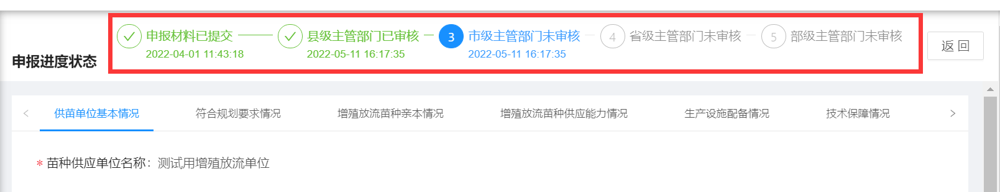 申报进度状态
申报材料已提交
2022-04-01 11:43:18
县级主管部门已审核
2022-05-11 16:17:35
3 市级主管部门未审核
2022-05-11 16:17:35
4 省级主管部门未审核
5 部级主管部门未审核
返 回
供苗单位基本情况 符合规划要求情况 增殖放流苗种亲本情况 增殖放流苗种供应能力情况 生产设施配备情况 技术保障情况
* 苗种供应单位名称： 测试用增殖放流单位